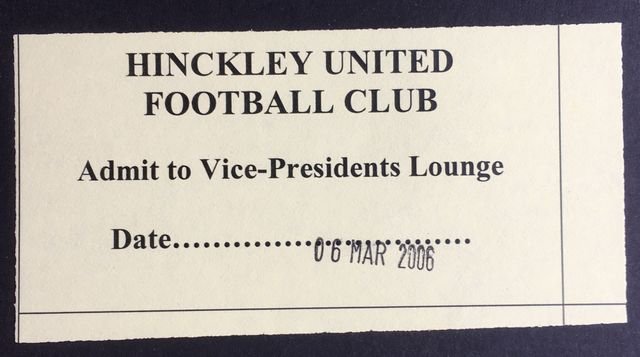 HINCKLEY UNITED
FOOTBALL CLUB
Admit to Vice-Presidents Lounge
Date.............................
06 MAR 2006